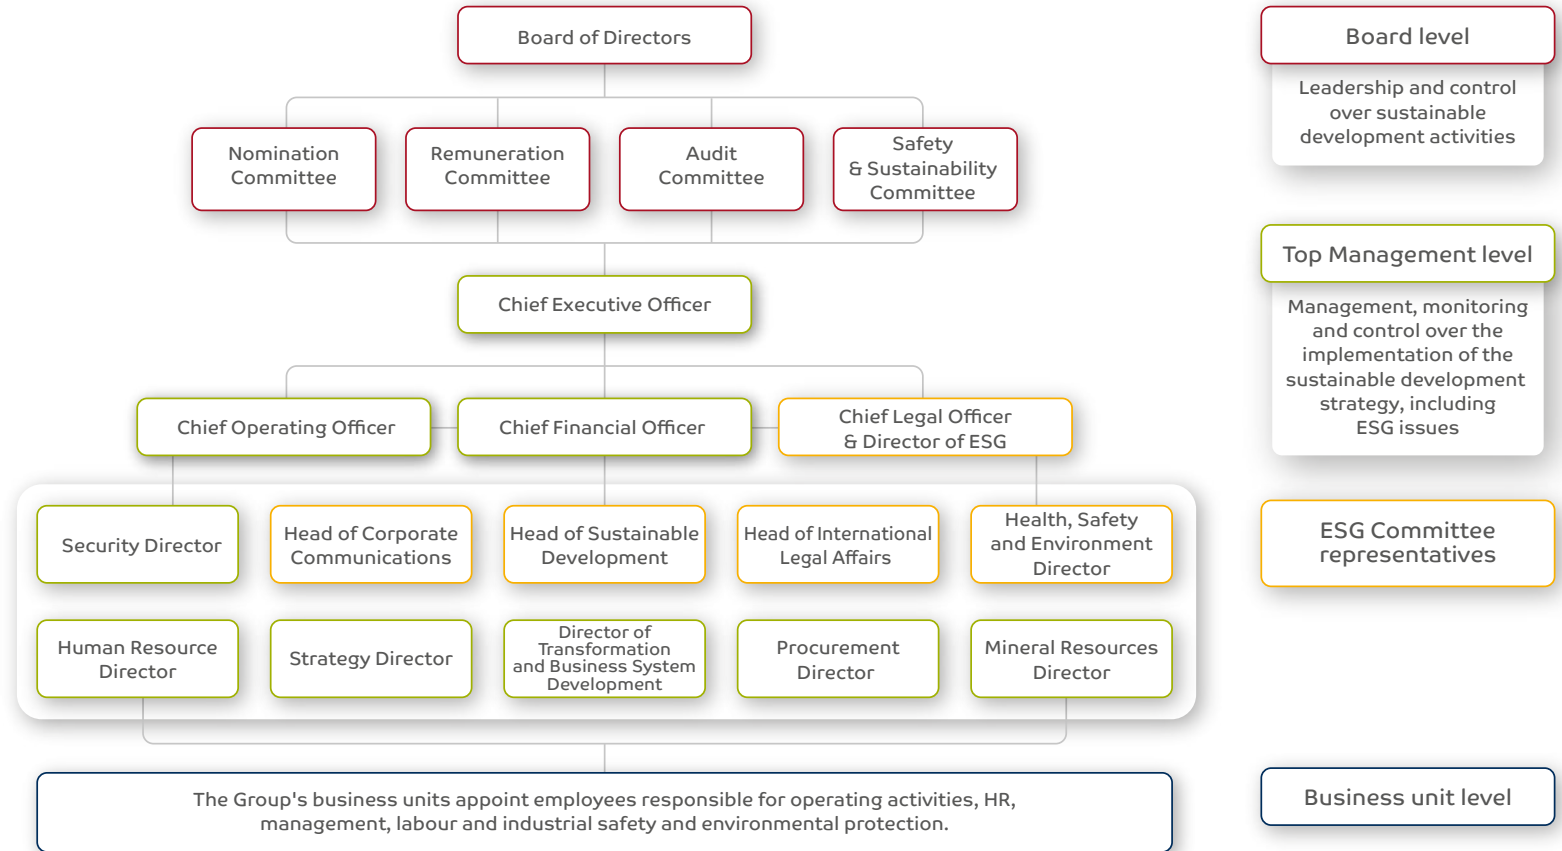 Board of Directors
Nomination
Committee
Remuneration
Committee
Audit
Committee
Safety
& Sustainability
Committee
Chief Executive Officer
Chief Operating Officer
Chief Financial Officer
Chief Legal Officer
& Director of ESG
Security Director
Head of Corporate
Communications
Head of Sustainable
Development
Head of International
Legal Affairs
Health, Safety
and Environment
Director
Human Resource
Director
Strategy Director
Director of
Transformation
and Business System
Development
Procurement
Director
Mineral Resources
Director
The Group's business units appoint employees responsible for operating activities, HR,
management, labour and industrial safety and environmental protection.
Board level
Leadership and control
over sustainable
development activities
Top Management level
Management, monitoring
and control over the
implementation of the
sustainable development
strategy, including
ESG issues
ESG Committee
representatives
Business unit level